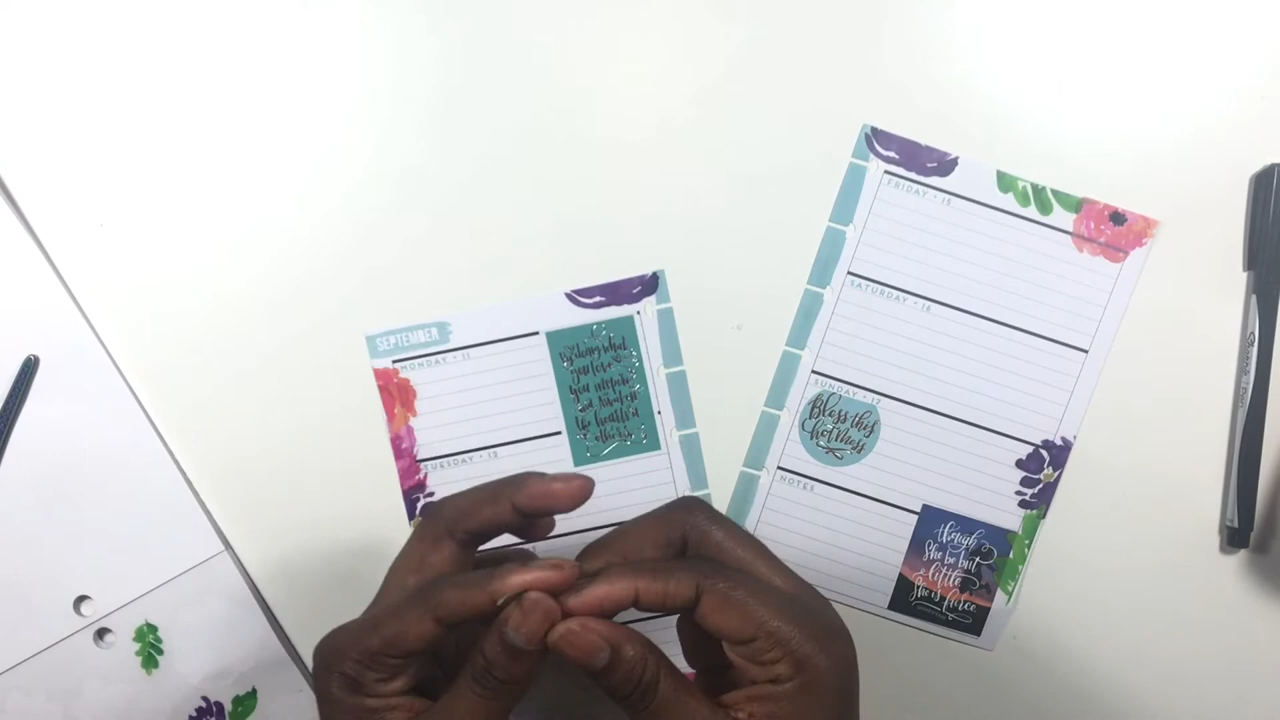 SEPTEMBER
MONDAY • 11
By doing what
you love
you inspire
and Awaken
the hearts of
others
TUESDAY • 12
FRIDAY • 15
SATURDAY • 16
SUNDAY • 17
Bless this
hot Mess
NOTES
though
She be but
little
She is fierce.